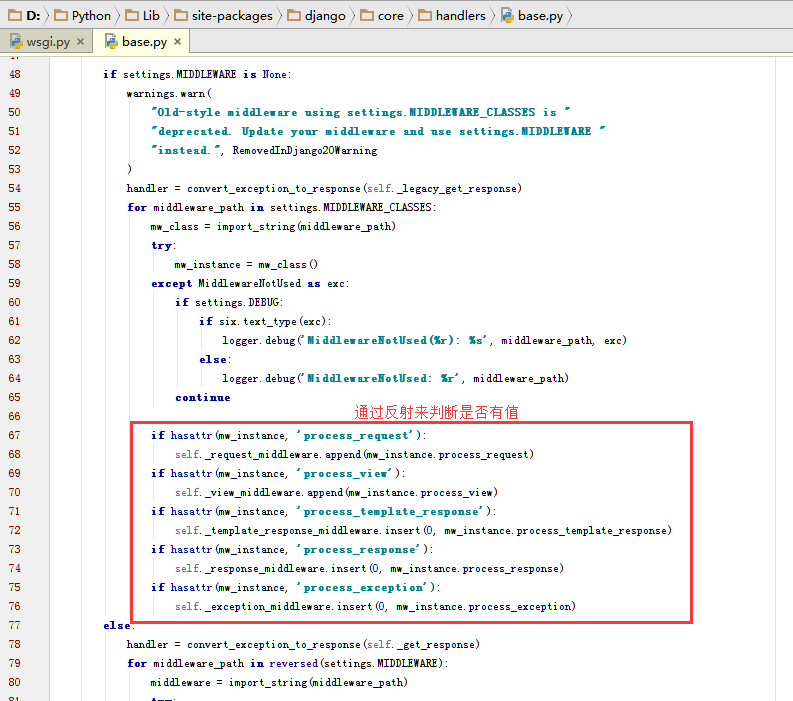 D: Python Lib site-packages django core handlers base.py
wsgi.py × base.py ×
48 if settings.MIDDLEWARE is None:
49 warnings.warn(
50 "Old-style middleware using settings.MIDDLEWARE_CLASSES is "
51 "deprecated. Update your middleware and use settings.MIDDLEWARE "
52 "instead.", RemovedInDjango20Warning
53 )
54 handler = convert_exception_to_response(self._legacy_get_response)
55 for middleware_path in settings.MIDDLEWARE_CLASSES:
56 mw_class = import_string(middleware_path)
57 try:
58 mw_instance = mw_class()
59 except MiddlewareNotUsed as exc:
60 if settings.DEBUG:
61 if six.text_type(exc):
62 logger.debug('MiddlewareNotUsed(%r): %s', middleware_path, exc)
63 else:
64 logger.debug('MiddlewareNotUsed: %r', middleware_path)
65 continue
通过反射来判断是否有值
66
67 if hasattr(mw_instance, 'process_request'):
68 self._request_middleware.append(mw_instance.process_request)
69 if hasattr(mw_instance, 'process_view'):
70 self._view_middleware.append(mw_instance.process_view)
71 if hasattr(mw_instance, 'process_template_response'):
72 self._template_response_middleware.insert(0, mw_instance.process_template_response)
73 if hasattr(mw_instance, 'process_response'):
74 self._response_middleware.insert(0, mw_instance.process_response)
75 if hasattr(mw_instance, 'process_exception'):
76 self._exception_middleware.insert(0, mw_instance.process_exception)
77 else:
78 handler = convert_exception_to_response(self._get_response)
79 for middleware_path in reversed(settings.MIDDLEWARE):
80 middleware = import_string(middleware_path)